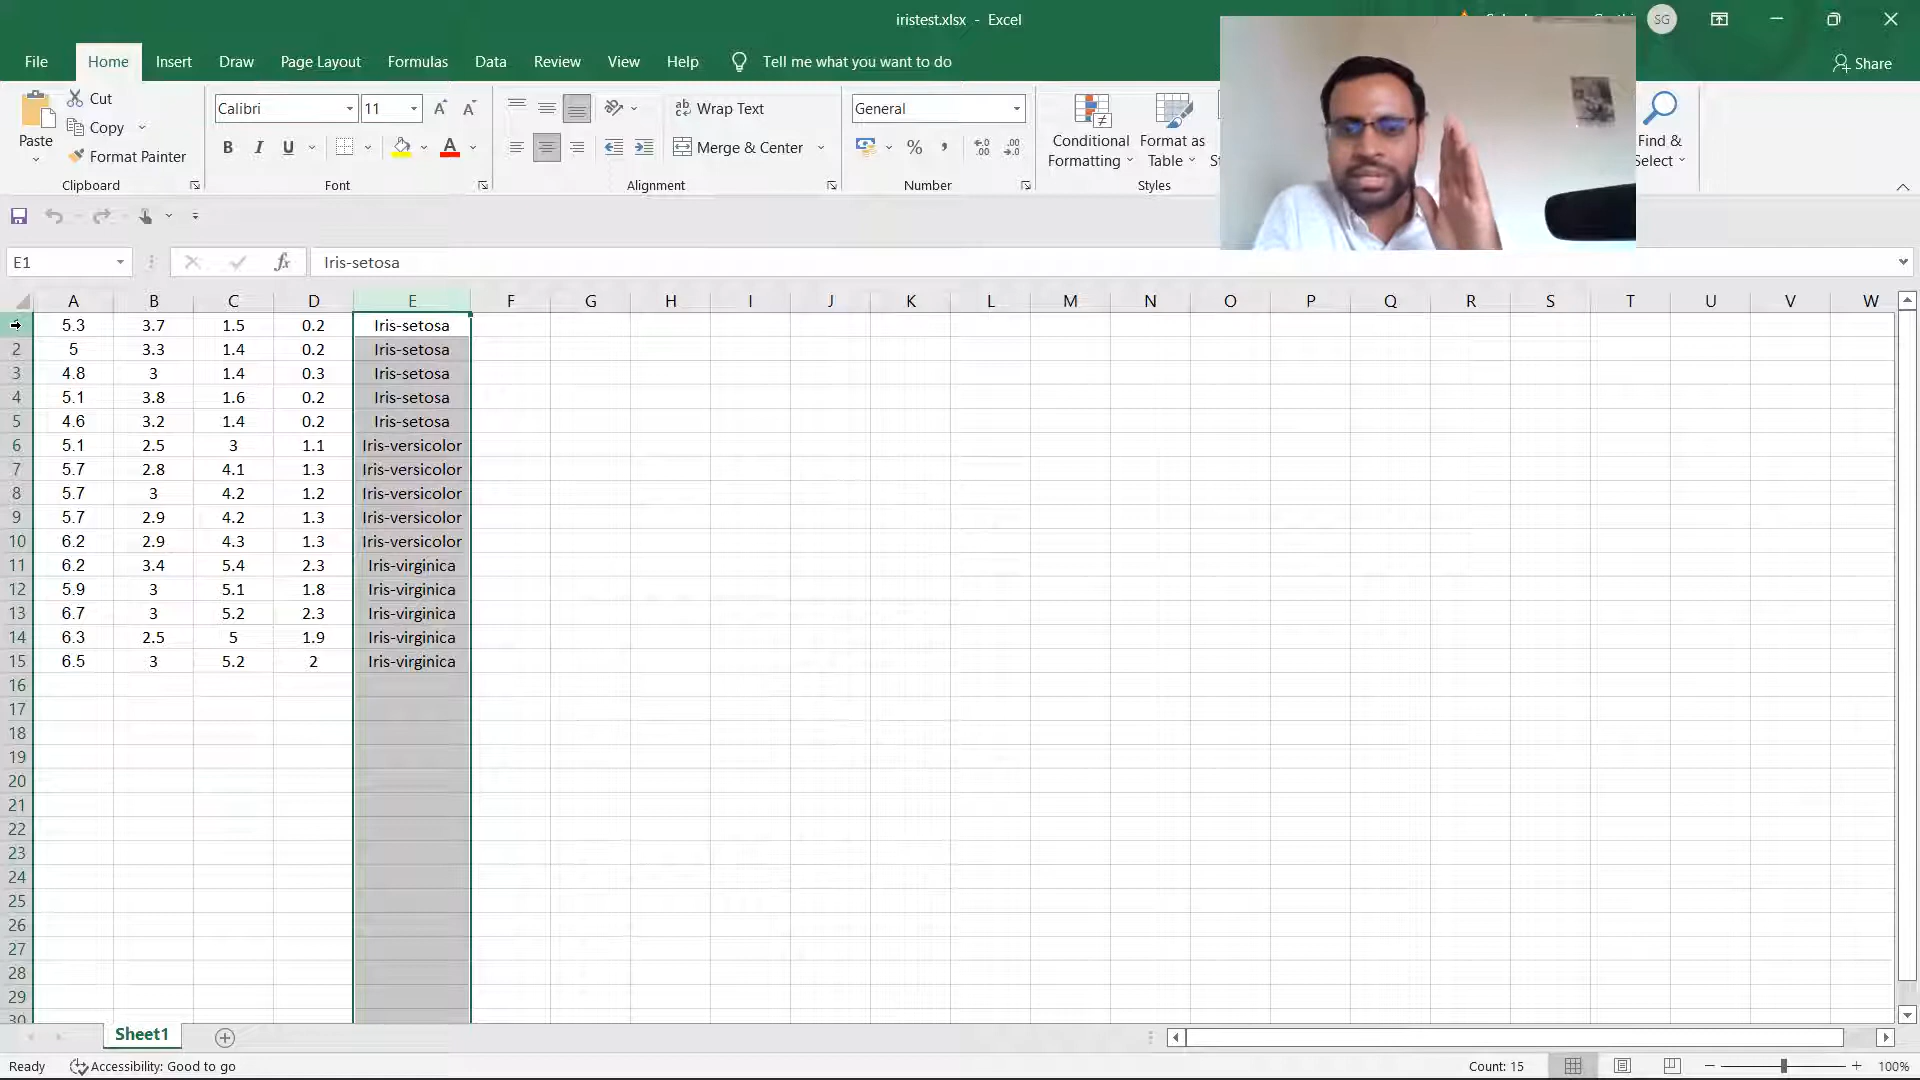 iristest.xlsx - Excel
SG
File Home Insert Draw Page Layout Formulas Data Review View Help Tell me what you want to do Share
Cut
Copy
Paste
Format Painter
Clipboard
Calibri 11
B I U
Font
Wrap Text
Merge & Center
Alignment
General
Number
Conditional Formatting
Format as Table
Styles
Find & Select
E1 fx Iris-setosa
A B C D E F G H I J K L M N O P Q R S T U V W
5.3 3.7 1.5 0.2 Iris-setosa
2 5 3.3 1.4 0.2 Iris-setosa
3 4.8 3 1.4 0.3 Iris-setosa
4 5.1 3.8 1.6 0.2 Iris-setosa
5 4.6 3.2 1.4 0.2 Iris-setosa
6 5.1 2.5 3 1.1 Iris-versicolor
7 5.7 2.8 4.1 1.3 Iris-versicolor
8 5.7 3 4.2 1.2 Iris-versicolor
9 5.7 2.9 4.2 1.3 Iris-versicolor
10 6.2 2.9 4.3 1.3 Iris-versicolor
11 6.2 3.4 5.4 2.3 Iris-virginica
12 5.9 3 5.1 1.8 Iris-virginica
13 6.7 3 5.2 2.3 Iris-virginica
14 6.3 2.5 5 1.9 Iris-virginica
15 6.5 3 5.2 2 Iris-virginica
16
17
18
19
20
21
22
23
24
25
26
27
28
29
30
Sheet1
Ready Accessibility: Good to go Count: 15 100%